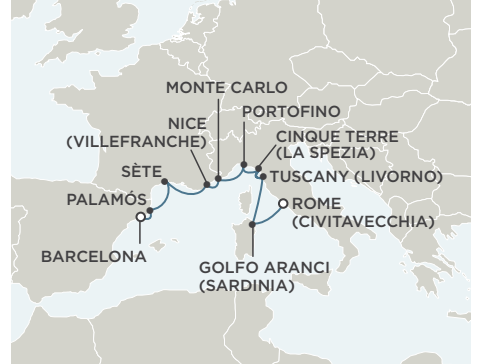 MONTE CARLO
PORTOFINO
NICE
(VILLEFRANCHE)
CINQUE TERRE
(LA SPEZIA)
SÈTE
TUSCANY (LIVORNO)
PALAMÓS
ROME
(CIVITAVECCHIA)
BARCELONA
GOLFO ARANCI
(SARDINIA)